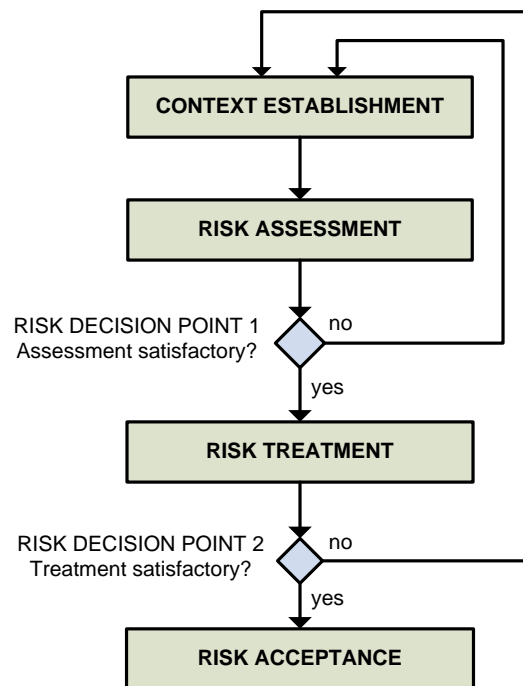 CONTEXT ESTABLISHMENT
RISK ASSESSMENT
RISK DECISION POINT 1
Assessment satisfactory?
no
yes
RISK TREATMENT
RISK DECISION POINT 2
Treatment satisfactory?
no
yes
RISK ACCEPTANCE